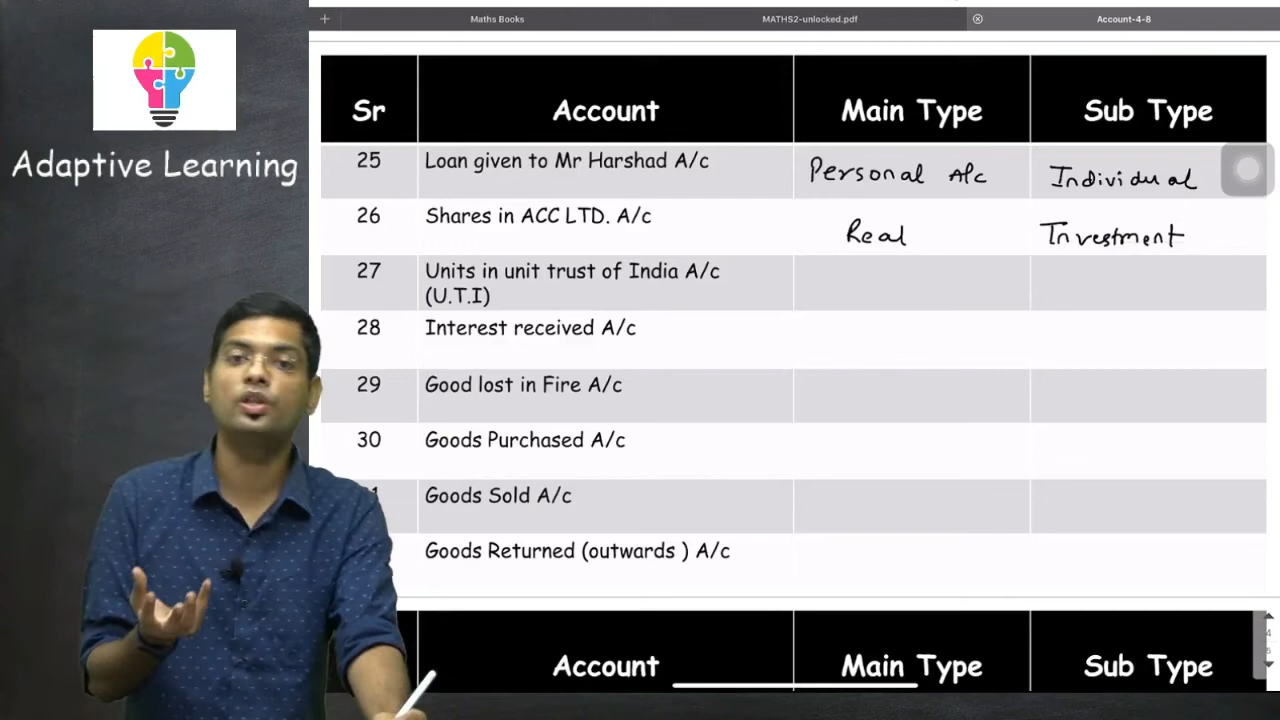 Maths Books MATHS2-unlocked.pdf Account-4-8
Adaptive Learning
Sr Account Main Type Sub Type
25 Loan given to Mr Harshad A/c Personal A/c Individual
26 Shares in ACC LTD. A/c Real Investment
27 Units in unit trust of India A/c
(U.T.I)
28 Interest received A/c
29 Good lost in Fire A/c
30 Goods Purchased A/c
Goods Sold A/c
Goods Returned (outwards ) A/c
Account Main Type Sub Type